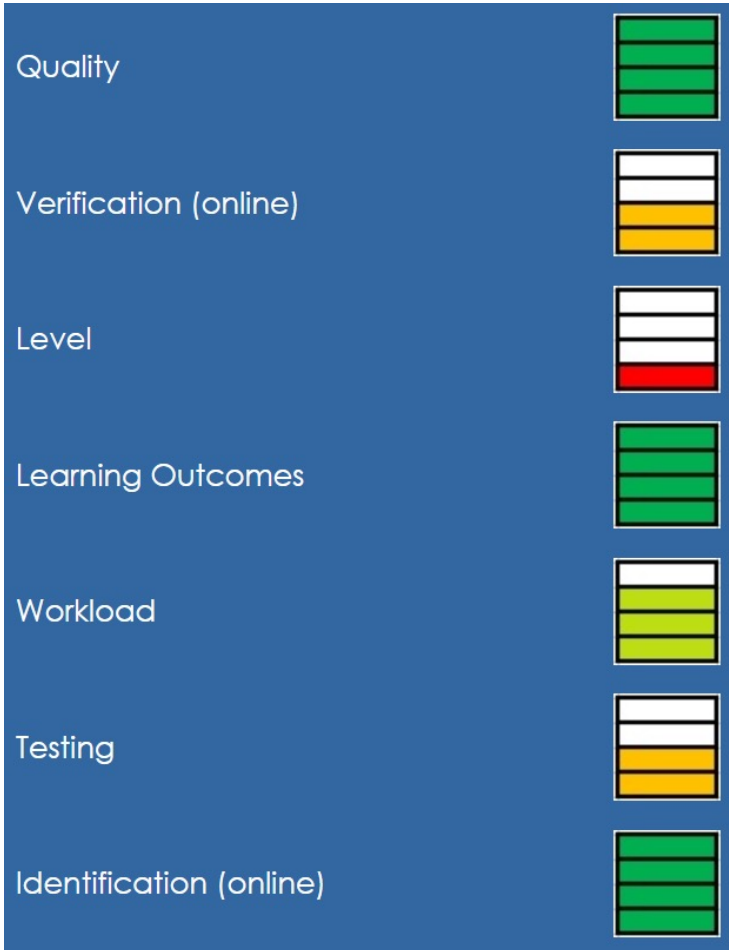 Quality
Verification (online)
Level
Learning Outcomes
Workload
Testing
Identification (online)